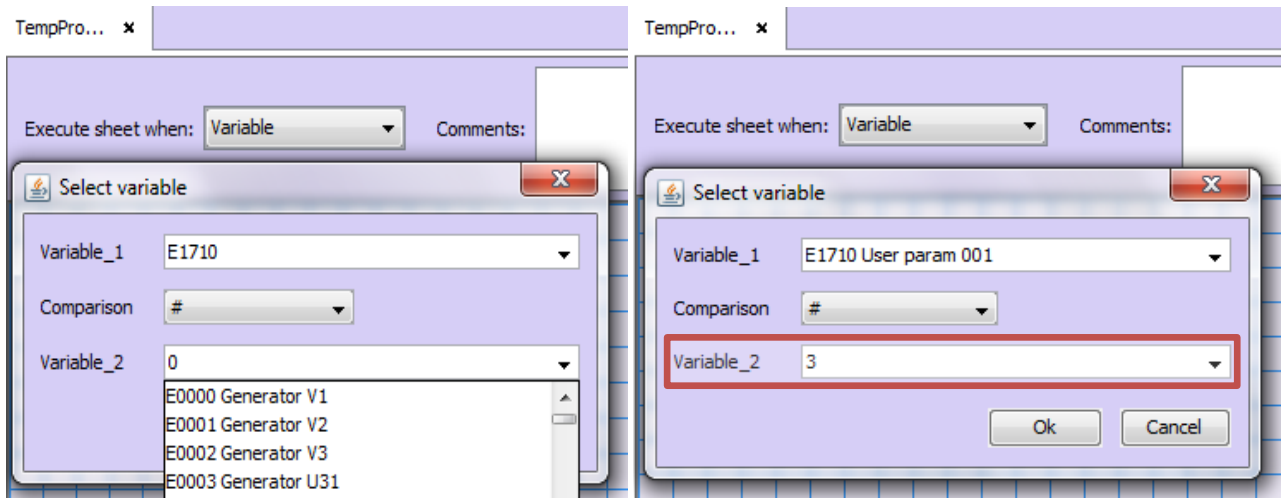 TempPro... ×
Execute sheet when: Variable Comments:
Select variable
Variable_1 E1710
Comparison #
Variable_2 0
E0000 Generator V1
E0001 Generator V2
E0002 Generator V3
E0003 Generator U31
TempPro... ×
Execute sheet when: Variable Comments:
Select variable
Variable_1 E1710 User param 001
Comparison #
Variable_2 3
Ok Cancel